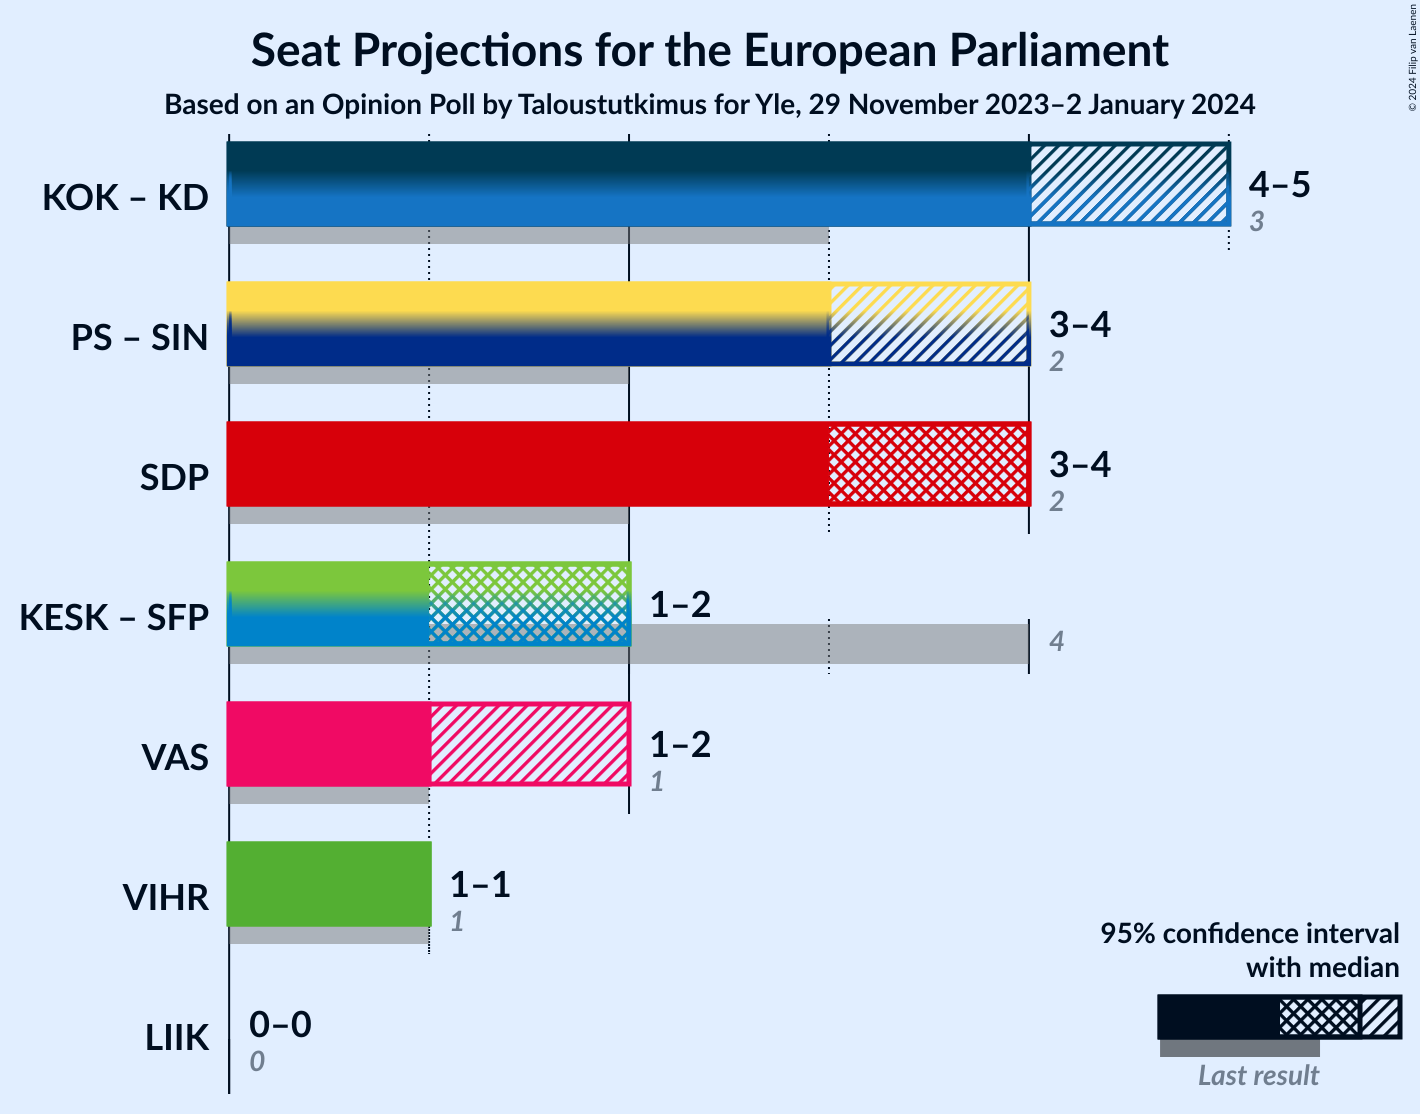 Seat Projections for the European Parliament
Based on an Opinion Poll by Taloustutkimus for Yle, 29 November 2023–2 January 2024
© 2024 Filip van Laenen
KOK – KD
4–5
3
PS – SIN
3–4
2
SDP
3–4
2
KESK – SFP
1–2
4
VAS
1–2
1
VIHR
1–1
1
LIIK
0–0
0
95% confidence interval
with median
Last result